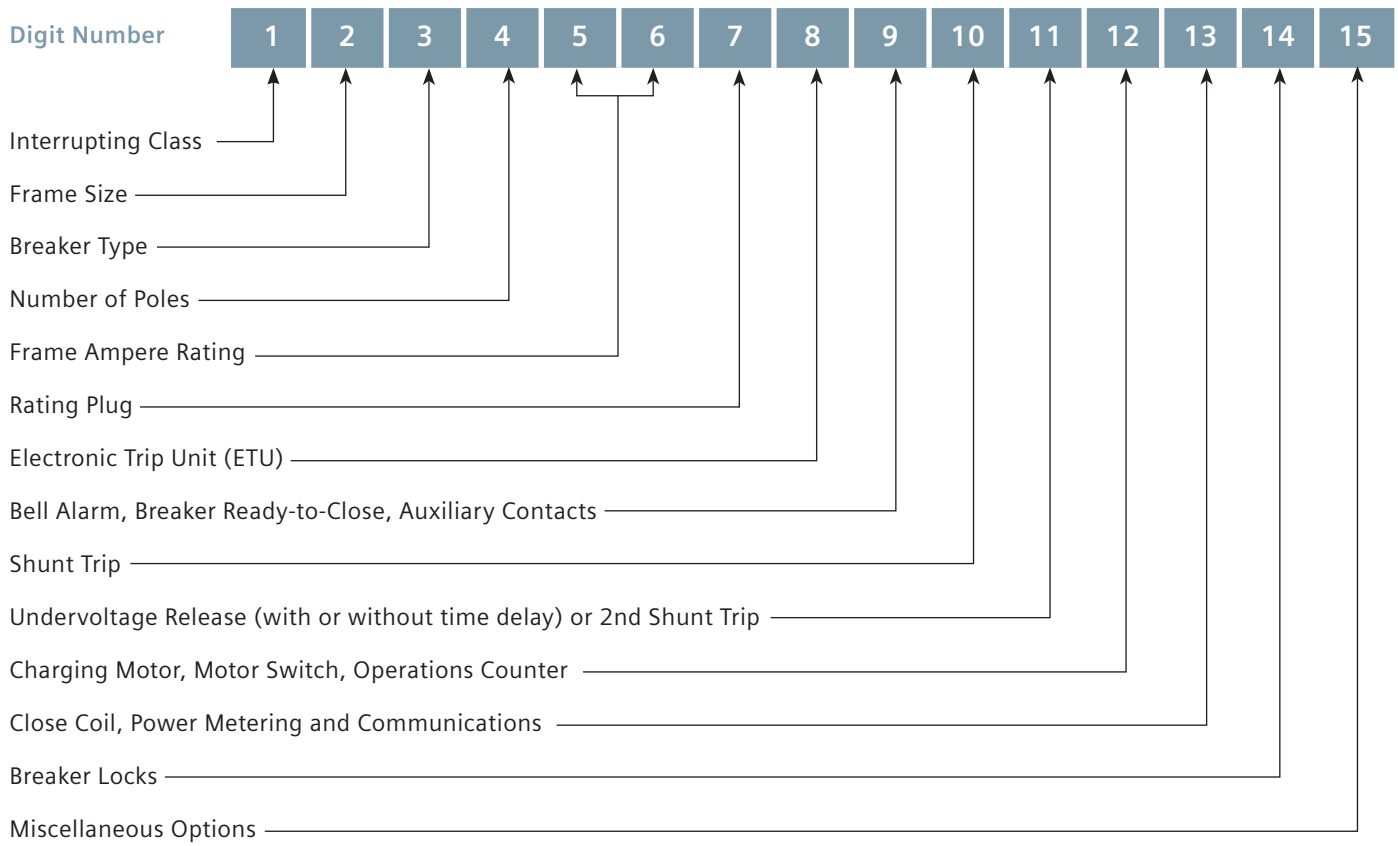 Digit Number 1 2 3 4 5 6 7 8 9 10 11 12 13 14 15
Interrupting Class
Frame Size
Breaker Type
Number of Poles
Frame Ampere Rating
Rating Plug
Electronic Trip Unit (ETU)
Bell Alarm, Breaker Ready-to-Close, Auxiliary Contacts
Shunt Trip
Undervoltage Release (with or without time delay) or 2nd Shunt Trip
Charging Motor, Motor Switch, Operations Counter
Close Coil, Power Metering and Communications
Breaker Locks
Miscellaneous Options